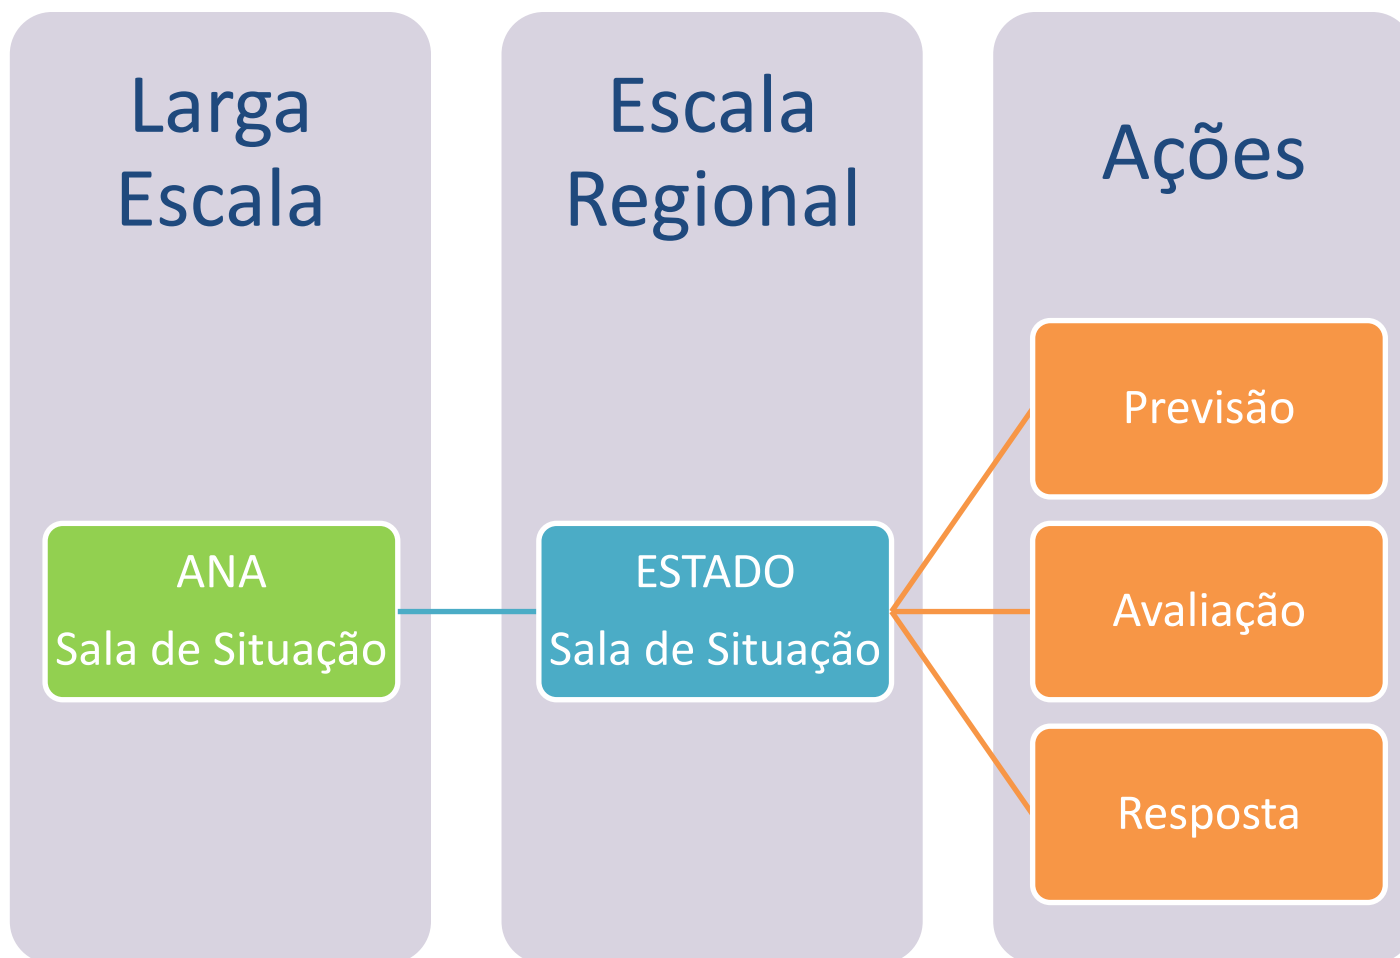 Larga
Escala
Escala
Regional
Ações
ANA
Sala de Situação
ESTADO
Sala de Situação
Previsão
Avaliação
Resposta